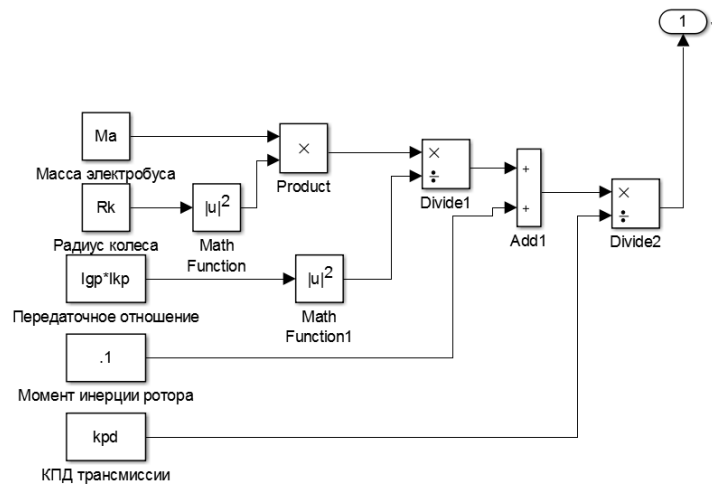 1
Ma
Масса электробуса
×
Product
×
÷
Divide1
+
+
Add1
×
÷
Divide2
Rk
Радиус колеса
|u|²
Math
Function
Igp*Ikp
Передаточное отношение
|u|²
Math
Function1
.1
Момент инерции ротора
kpd
КПД трансмиссии